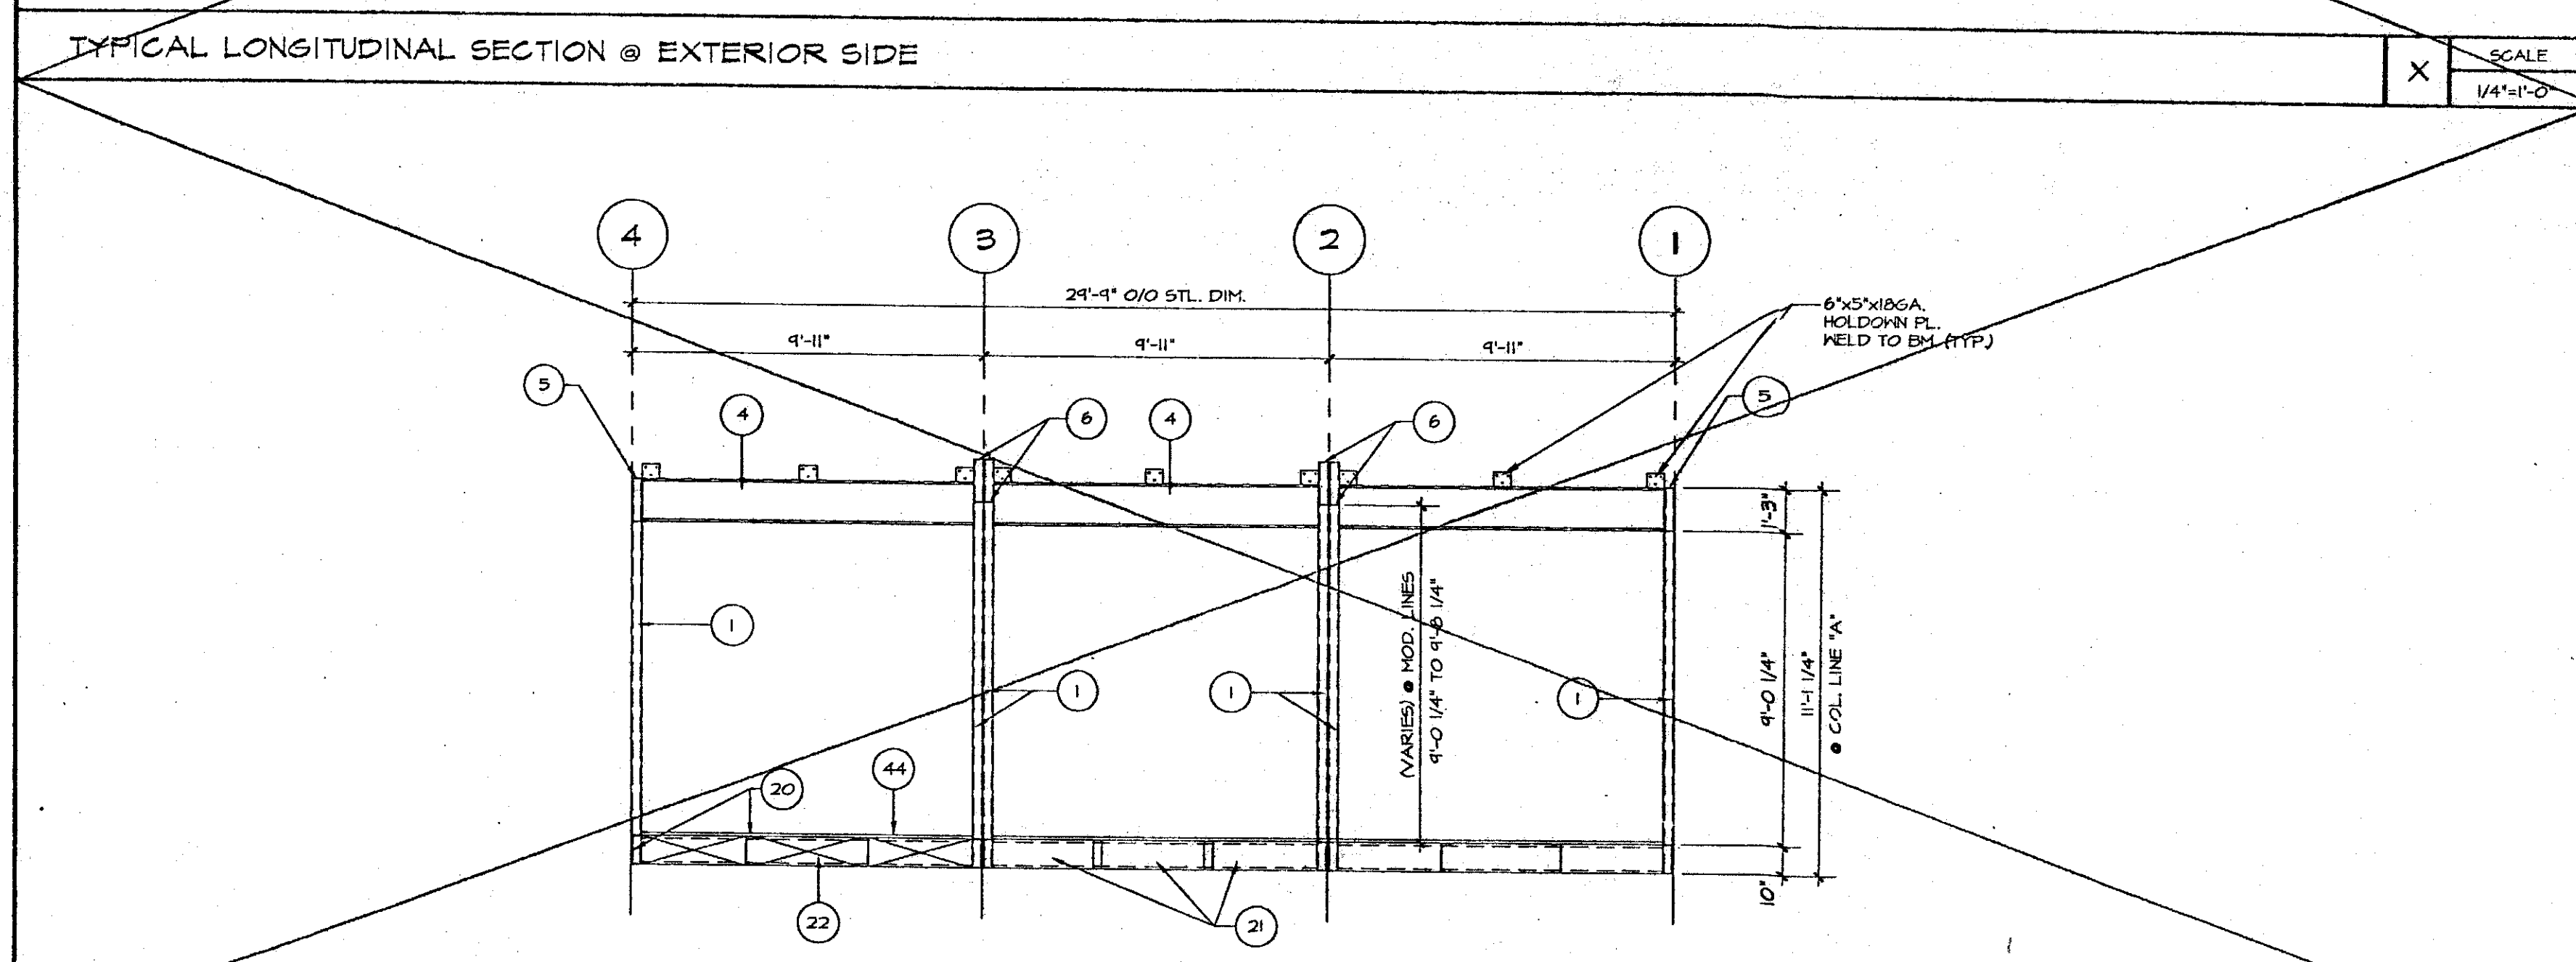 TYPICAL LONGITUDINAL SECTION @ EXTERIOR SIDE
X
SCALE
1/4"=1'-0"
4
3
2
1
29'-9" O/O STL. DIM.
9'-11"
9'-11"
9'-11"
6"x5"x18GA.
HOLDOWN PL.
WELD TO BM. (TYP.)
5
4
6
4
6
5
1'-3"
(VARIES) @ MOD. LINES
9'-0 1/4" TO 9'-8 1/4"
9'-0 1/4"
11'-1 1/4"
@ COL. LINE "A"
1
1
1
1
20
44
10"
22
21